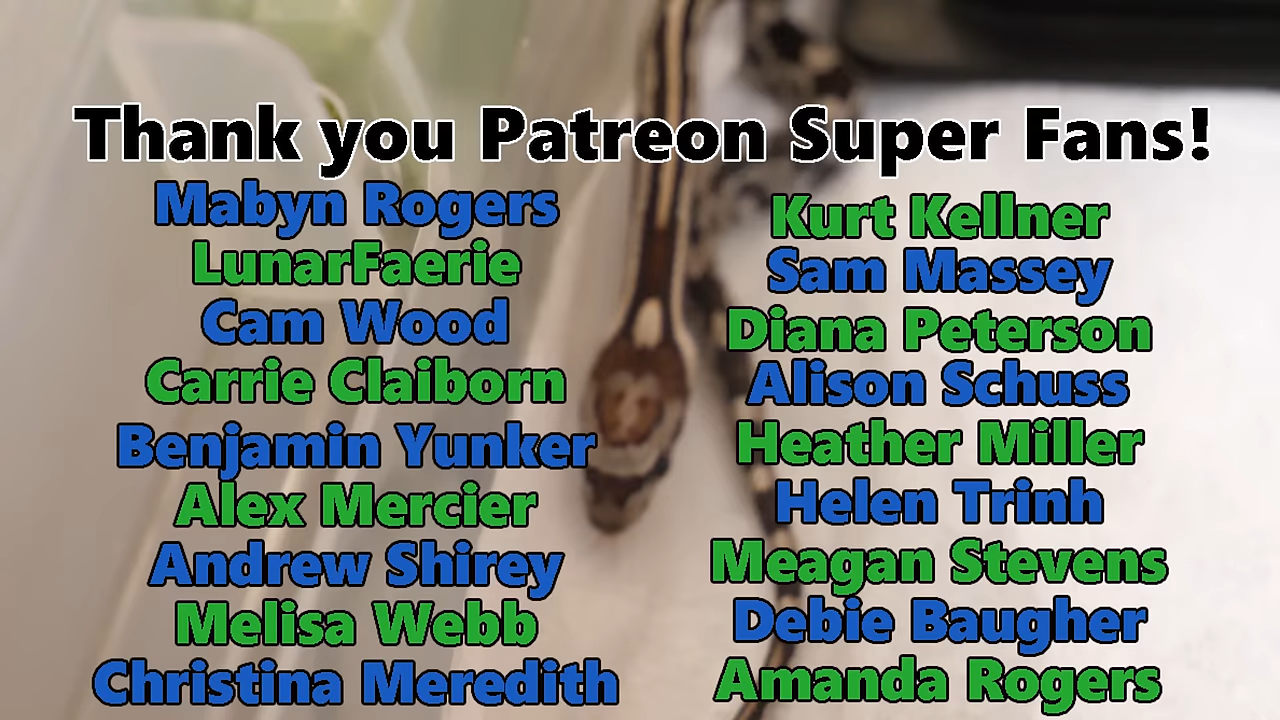 Thank you Patreon Super Fans!
Mabyn Rogers
LunarFaerie
Cam Wood
Carrie Claiborn
Benjamin Yunker
Alex Mercier
Andrew Shirey
Melisa Webb
Christina Meredith
Kurt Kellner
Sam Massey
Diana Peterson
Alison Schuss
Heather Miller
Helen Trinh
Meagan Stevens
Debie Baugher
Amanda Rogers